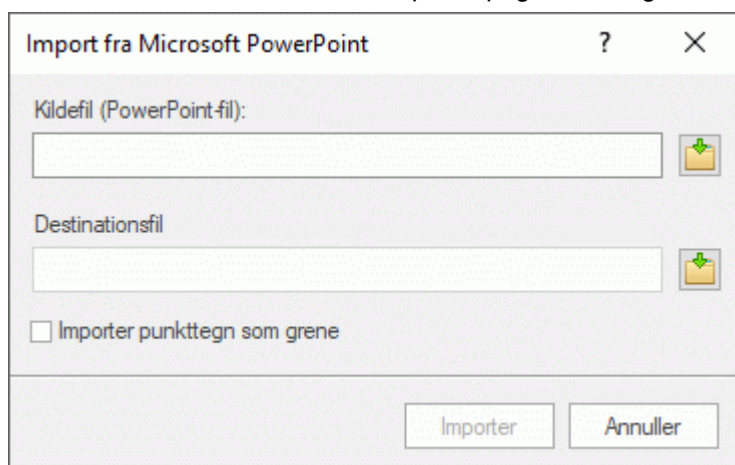 Import fra Microsoft PowerPoint ?
Kildefil (PowerPoint-fil):
Destinationsfil
Importer punkttegn som grene
Importer Annuller